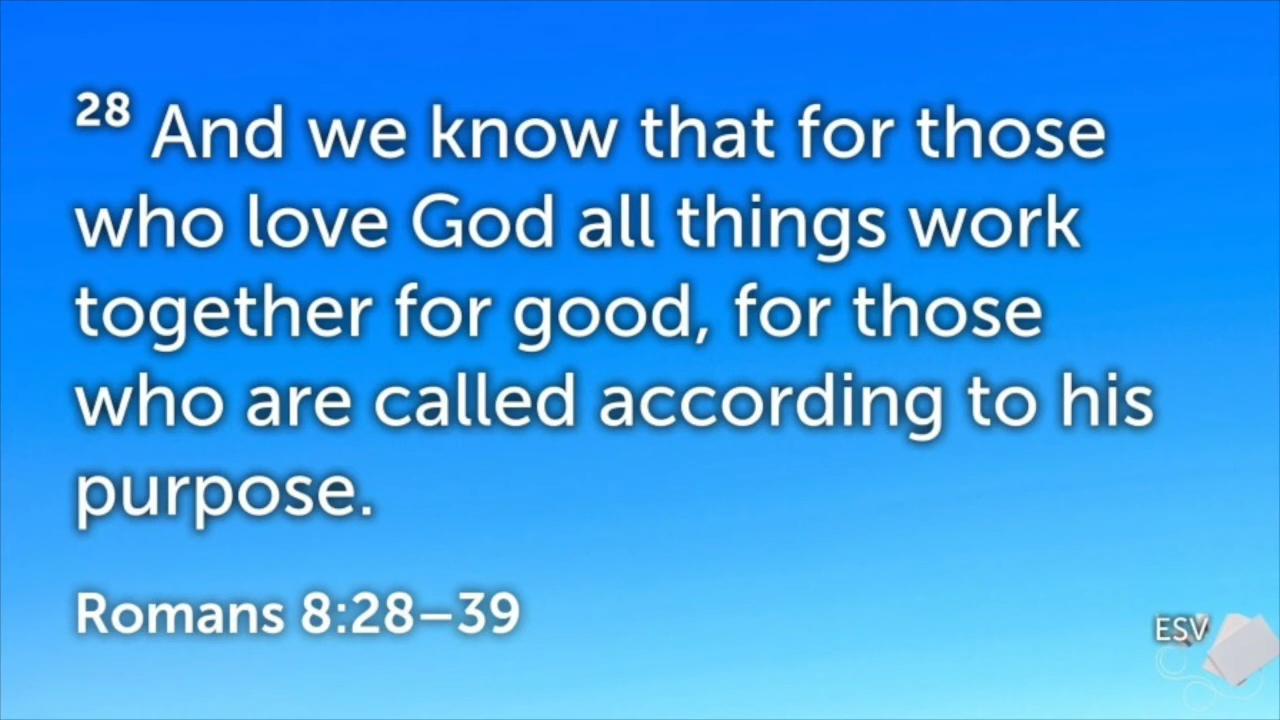 28 And we know that for those
who love God all things work
together for good, for those
who are called according to his
purpose.
Romans 8:28–39
ESV